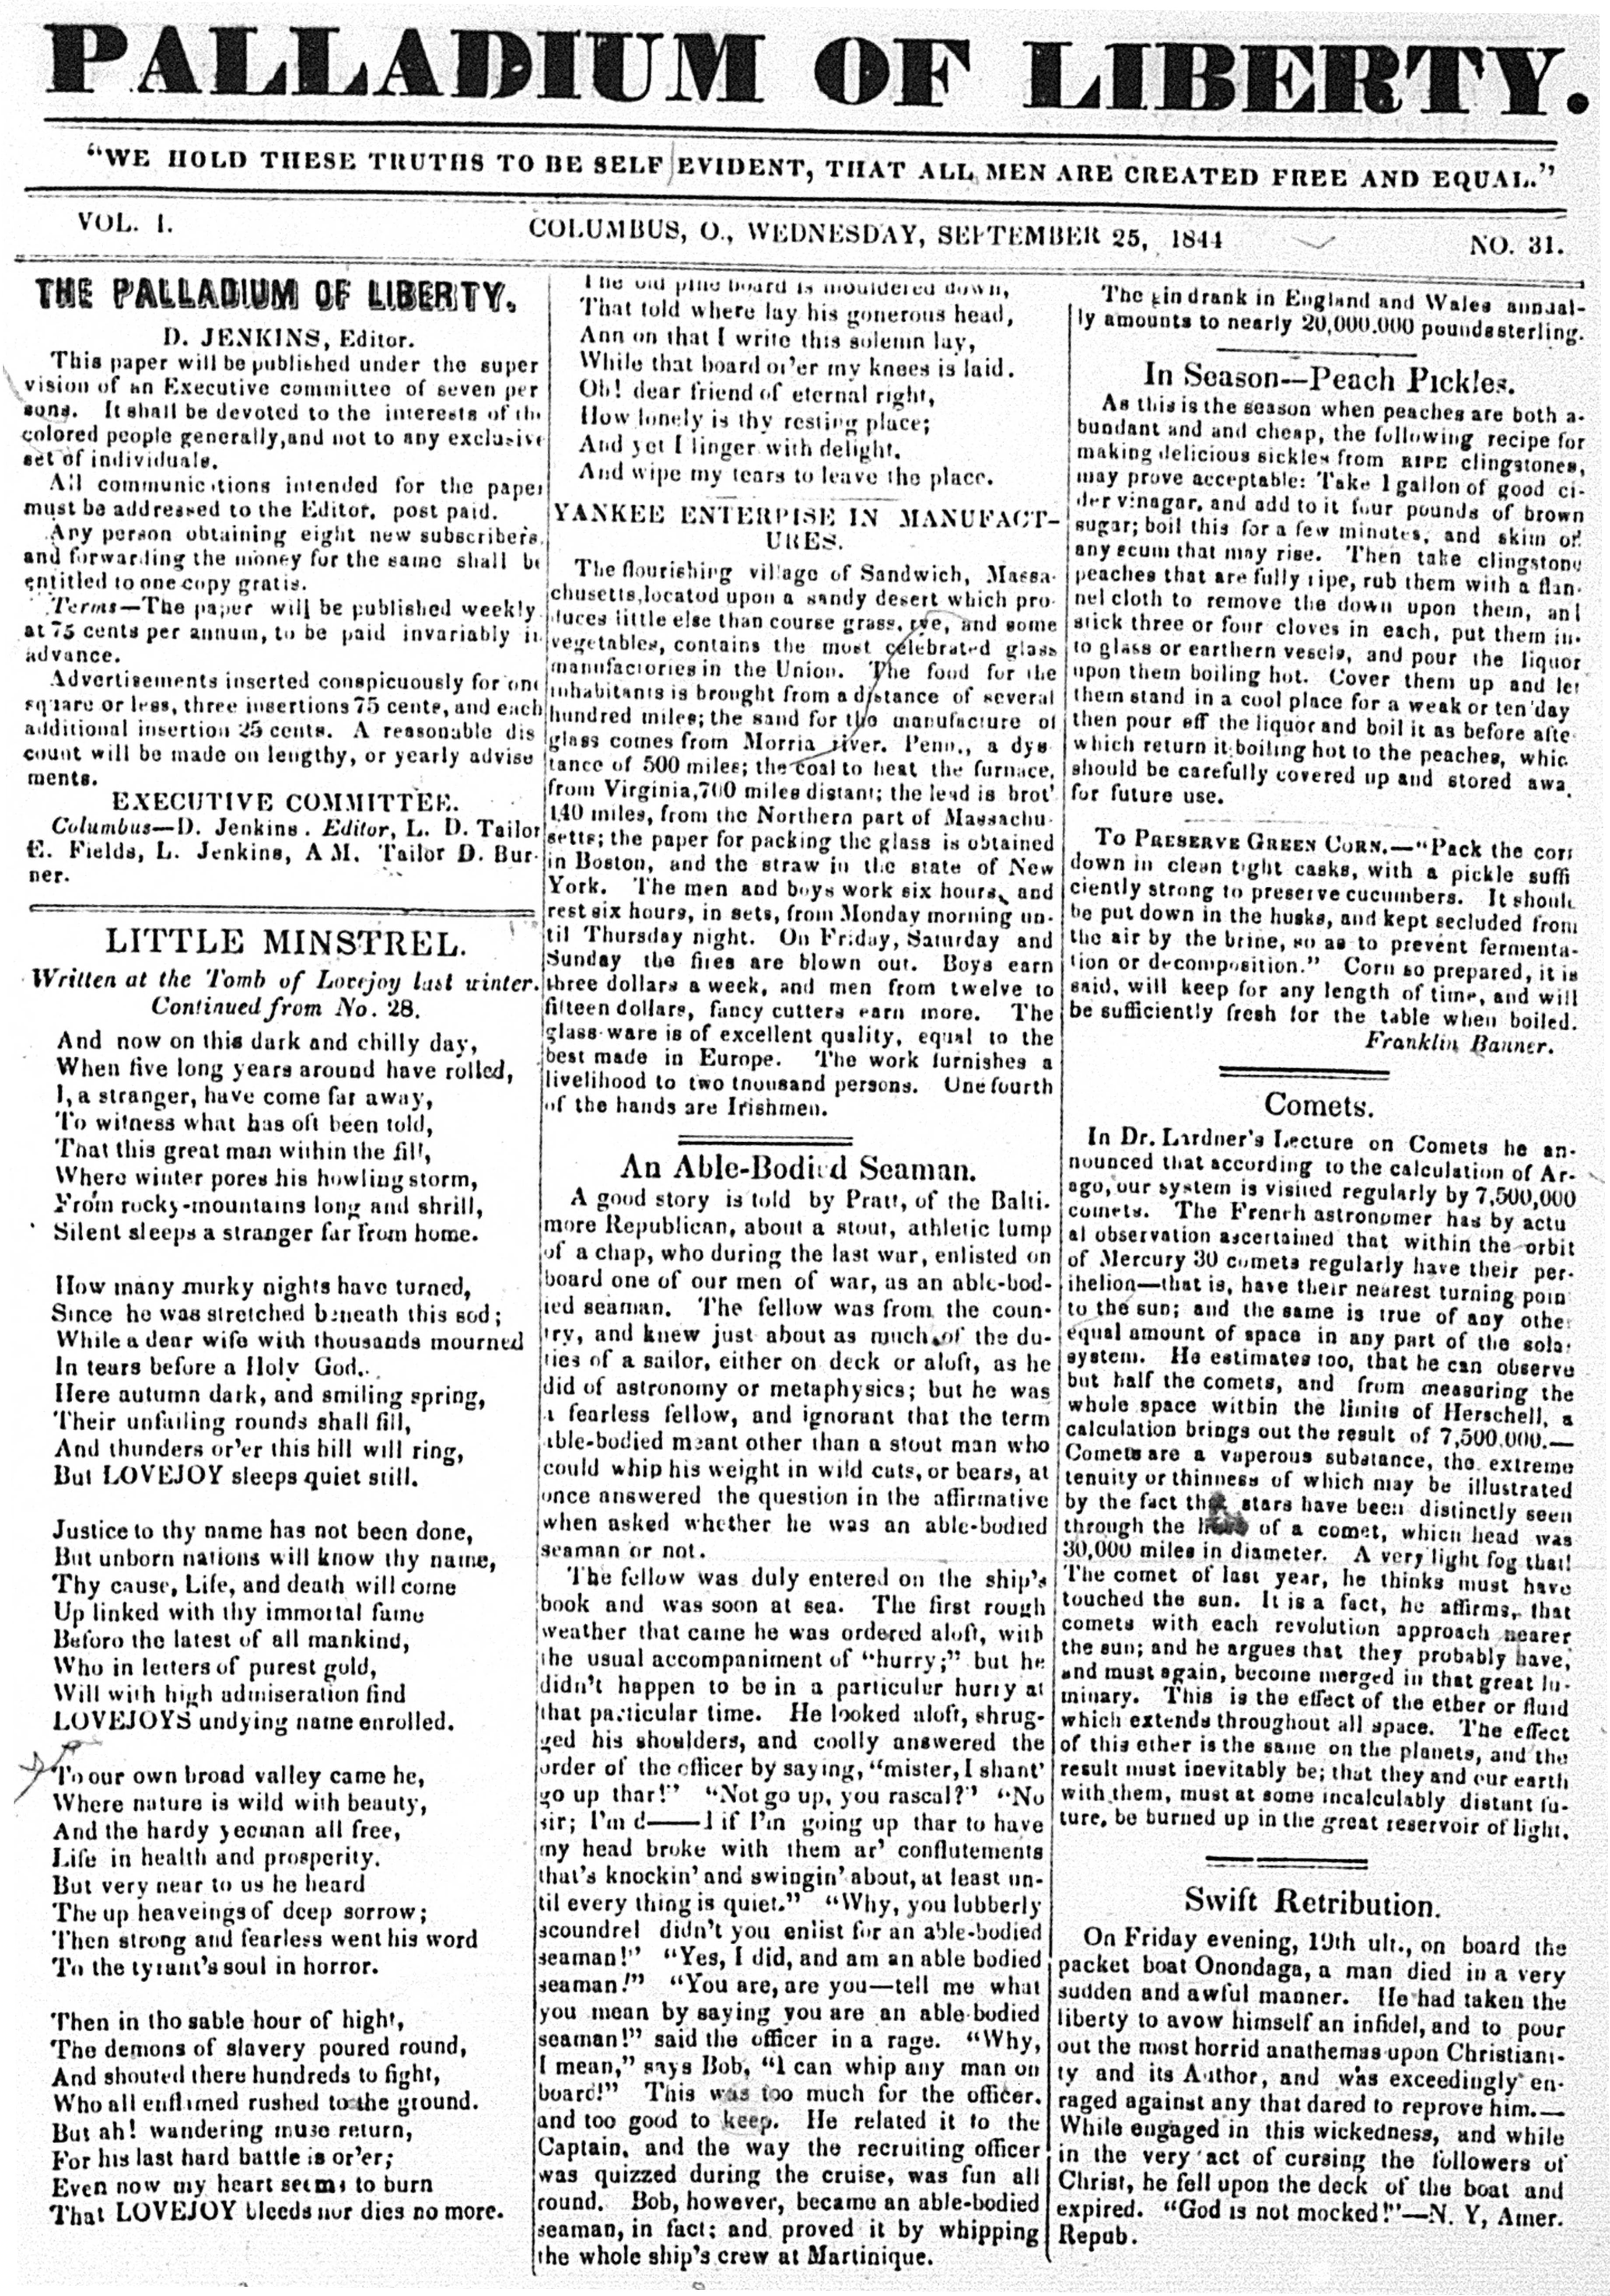 PALLADIUM OF LIBERTY.
"WE HOLD THESE TRUTHS TO BE SELF EVIDENT, THAT ALL MEN ARE CREATED FREE AND EQUAL."
VOL. I. COLUMBUS, O., WEDNESDAY, SEPTEMBER 25, 1844 NO. 31.
THE PALLADIUM OF LIBERTY.
D. JENKINS, Editor.
This paper will be published under the super
vision of an Executive committee of seven per
sons. It shall be devoted to the interests of the
colored people generally, and not to any exclusive
set of individuals.
All communications intended for the paper
must be addressed to the Editor, post paid.
Any person obtaining eight new subscribers,
and forwarding the money for the same shall be
entitled to one copy gratis.
Terms—The paper will be published weekly
at 75 cents per annum, to be paid invariably in
advance.
Advertisements inserted conspicuously for one
square or less, three insertions 75 cents, and each
additional insertion 25 cents. A reasonable dis
count will be made on lengthy, or yearly advise
ments.
EXECUTIVE COMMITTEE.
Columbus—D. Jenkins. Editor, L. D. Tailor
E. Fields, L. Jenkins, A M. Tailor D. Bur-
ner.
LITTLE MINSTREL.
Written at the Tomb of Lovejoy last winter.
Continued from No. 28.
And now on this dark and chilly day,
When five long years around have rolled,
I, a stranger, have come far away,
To witness what has oft been told,
That this great man within the fill,
Where winter pores his howling storm,
From rocky-mountains long and shrill,
Silent sleeps a stranger far from home.
How many murky nights have turned,
Since he was stretched beneath this sod;
While a dear wife with thousands mourned
In tears before a Holy God..
Here autumn dark, and smiling spring,
Their unfailing rounds shall fill,
And thunders or'er this hill will ring,
But LOVEJOY sleeps quiet still.
Justice to thy name has not been done,
But unborn nations will know thy name,
Thy cause, Life, and death will come
Up linked with thy immortal fame
Before the latest of all mankind,
Who in letters of purest gold,
Will with high admiseration find
LOVEJOYS undying name enrolled.
To our own broad valley came he,
Where nature is wild with beauty,
And the hardy yeoman all free,
Life in health and prosperity.
But very near to us he heard
The up heaveings of deep sorrow;
Then strong and fearless went his word
To the tyrant's soul in horror.
Then in tho sable hour of hight,
The demons of slavery poured round,
And shouted there hundreds to fight,
Who all enflamed rushed to the ground.
But ah! wandering muse return,
For his last hard battle is or'er;
Even now my heart seems to burn
That LOVEJOY bleeds nor dies no more.
The old pine board is mouldered down,
That told where lay his gonerous head,
Ann on that I write this solemn lay,
While that board or'er my knees is laid.
Oh! dear friend of eternal right,
How lonely is thy resting place;
And yet I linger with delight,
And wipe my tears to leave the place.
YANKEE ENTERPISE IN MANUFACT-
URES.
The flourishing village of Sandwich, Massa-
chusetts, located upon a sandy desert which pro-
duces little else than course grass, rye, and some
vegetables, contains the most celebrated glass
manufactories in the Union. The food for the
inhabitants is brought from a distance of several
hundred miles; the sand for the manufacture of
glass comes from Morria river. Penn., a dys
tance of 500 miles; the coal to heat the furnace,
from Virginia, 700 miles distant; the lead is brot'
140 miles, from the Northern part of Massachu-
setts; the paper for packing the glass is obtained
in Boston, and the straw in the state of New
York. The men and boys work six hours, and
rest six hours, in sets, from Monday morning un-
til Thursday night. On Friday, Saturday and
Sunday the fires are blown out. Boys earn
three dollars a week, and men from twelve to
fifteen dollars, fancy cutters earn more. The
glass-ware is of excellent quality, equal to the
best made in Europe. The work furnishes a
livelihood to two tnousand persons. One fourth
of the hands are Irishmen.
An Able-Bodied Seaman.
A good story is told by Pratt, of the Balti-
more Republican, about a stout, athletic lump
of a chap, who during the last war, enlisted on
board one of our men of war, as an able-bod-
ied seaman. The fellow was from the coun-
try, and knew just about as much of the du-
ties of a sailor, either on deck or aloft, as he
did of astronomy or metaphysics; but he was
a fearless fellow, and ignorant that the term
able-bodied meant other than a stout man who
could whip his weight in wild cats, or bears, at
once answered the question in the affirmative
when asked whether he was an able-bodied
seaman or not.
The fellow was duly entered on the ship's
book and was soon at sea. The first rough
weather that came he was ordered aloft, with
the usual accompaniment of "hurry;" but he
didn't happen to be in a particular hurry at
that particular time. He looked aloft, shrug-
ged his shoulders, and coolly answered the
order of the officer by saying, "mister, I shant'
go up thar!" "Not go up, you rascal?" "No
sir; I'm d——d if I'm going up thar to have
my head broke with them ar' conflutements
that's knockin' and swingin' about, at least un-
til every thing is quiet." "Why, you lubberly
scoundrel didn't you enlist for an able-bodied
seaman!" "Yes, I did, and am an able bodied
seaman!" "You are, are you—tell me what
you mean by saying you are an able-bodied
seaman!" said the officer in a rage. "Why,
I mean," says Bob, "I can whip any man on
board!" This was too much for the officer,
and too good to keep. He related it to the
Captain, and the way the recruiting officer
was quizzed during the cruise, was fun all
round. Bob, however, became an able-bodied
seaman, in fact; and proved it by whipping
the whole ship's crew at Martinique.
The gin drank in England and Wales annual-
ly amounts to nearly 20,000.000 poundssterling.
In Season—Peach Pickles.
As this is the season when peaches are both a-
bundant and and cheap, the following recipe for
making delicious sickles from RIPE clingstones,
may prove acceptable: Take 1 gallon of good ci-
der vinagar, and add to it four pounds of brown
sugar; boil this for a few minutes, and skim off
any scum that may rise. Then take clingstone
peaches that are fully ripe, rub them with a flan-
nel cloth to remove the down upon them, and
stick three or four cloves in each, put them in-
to glass or earthern vesels, and pour the liquor
upon them boiling hot. Cover them up and let
them stand in a cool place for a weak or ten day
then pour off the liquor and boil it as before afte
which return it boiling hot to the peaches, whic
should be carefully covered up and stored awa
for future use.
TO PRESERVE GREEN CORN.—"Pack the corn
down in clean tight casks, with a pickle suffi
ciently strong to preserve cucumbers. It should
be put down in the husks, and kept secluded from
the air by the brine, so as to prevent fermenta-
tion or decomposition." Corn so prepared, it is
said, will keep for any length of time, and will
be sufficiently fresh for the table when boiled.
Franklin Banner.
Comets.
In Dr. Lardner's Lecture on Comets he an-
nounced that according to the calculation of Ar-
ago, our system is visited regularly by 7,500,000
comets. The French astronomer has by actu
al observation ascertained that within the orbit
of Mercury 30 comets regularly have their per-
ihelion—that is, have their nearest turning poin
to the sun; and the same is true of any other
equal amount of space in any part of the solar
system. He estimates too, that he can observe
but half the comets, and from measuring the
whole space within the limits of Herschell, a
calculation brings out the result of 7,500,000.—
Comets are a vaperous substance, the extreme
tenuity or thinness of which may be illustrated
by the fact that stars have been distinctly seen
through the of a comet, which head was
30,000 miles in diameter. A very light fog that!
The comet of last year, he thinks must have
touched the sun. It is a fact, he affirms, that
comets with each revolution approach nearer
the sun; and he argues that they probably have,
and must again, become merged in that great lu-
minary. This is the effect of the ether or fluid
which extends throughout all space. The effect
of this ether is the same on the planets, and the
result must inevitably be; that they and our earth
with them, must at some incalculably distant fu-
ture, be burned up in the great reservoir of light.
Swift Retribution.
On Friday evening, 19th ult., on board the
packet boat Onondaga, a man died in a very
sudden and awful manner. He had taken the
liberty to avow himself an infidel, and to pour
out the most horrid anathemas upon Christiani-
ty and its Author, and was exceedingly en-
raged against any that dared to reprove him.—
While engaged in this wickedness, and while
in the very act of cursing the followers of
Christ, he fell upon the deck of the boat and
expired. "God is not mocked!"—N. Y, Amer.
Repub.